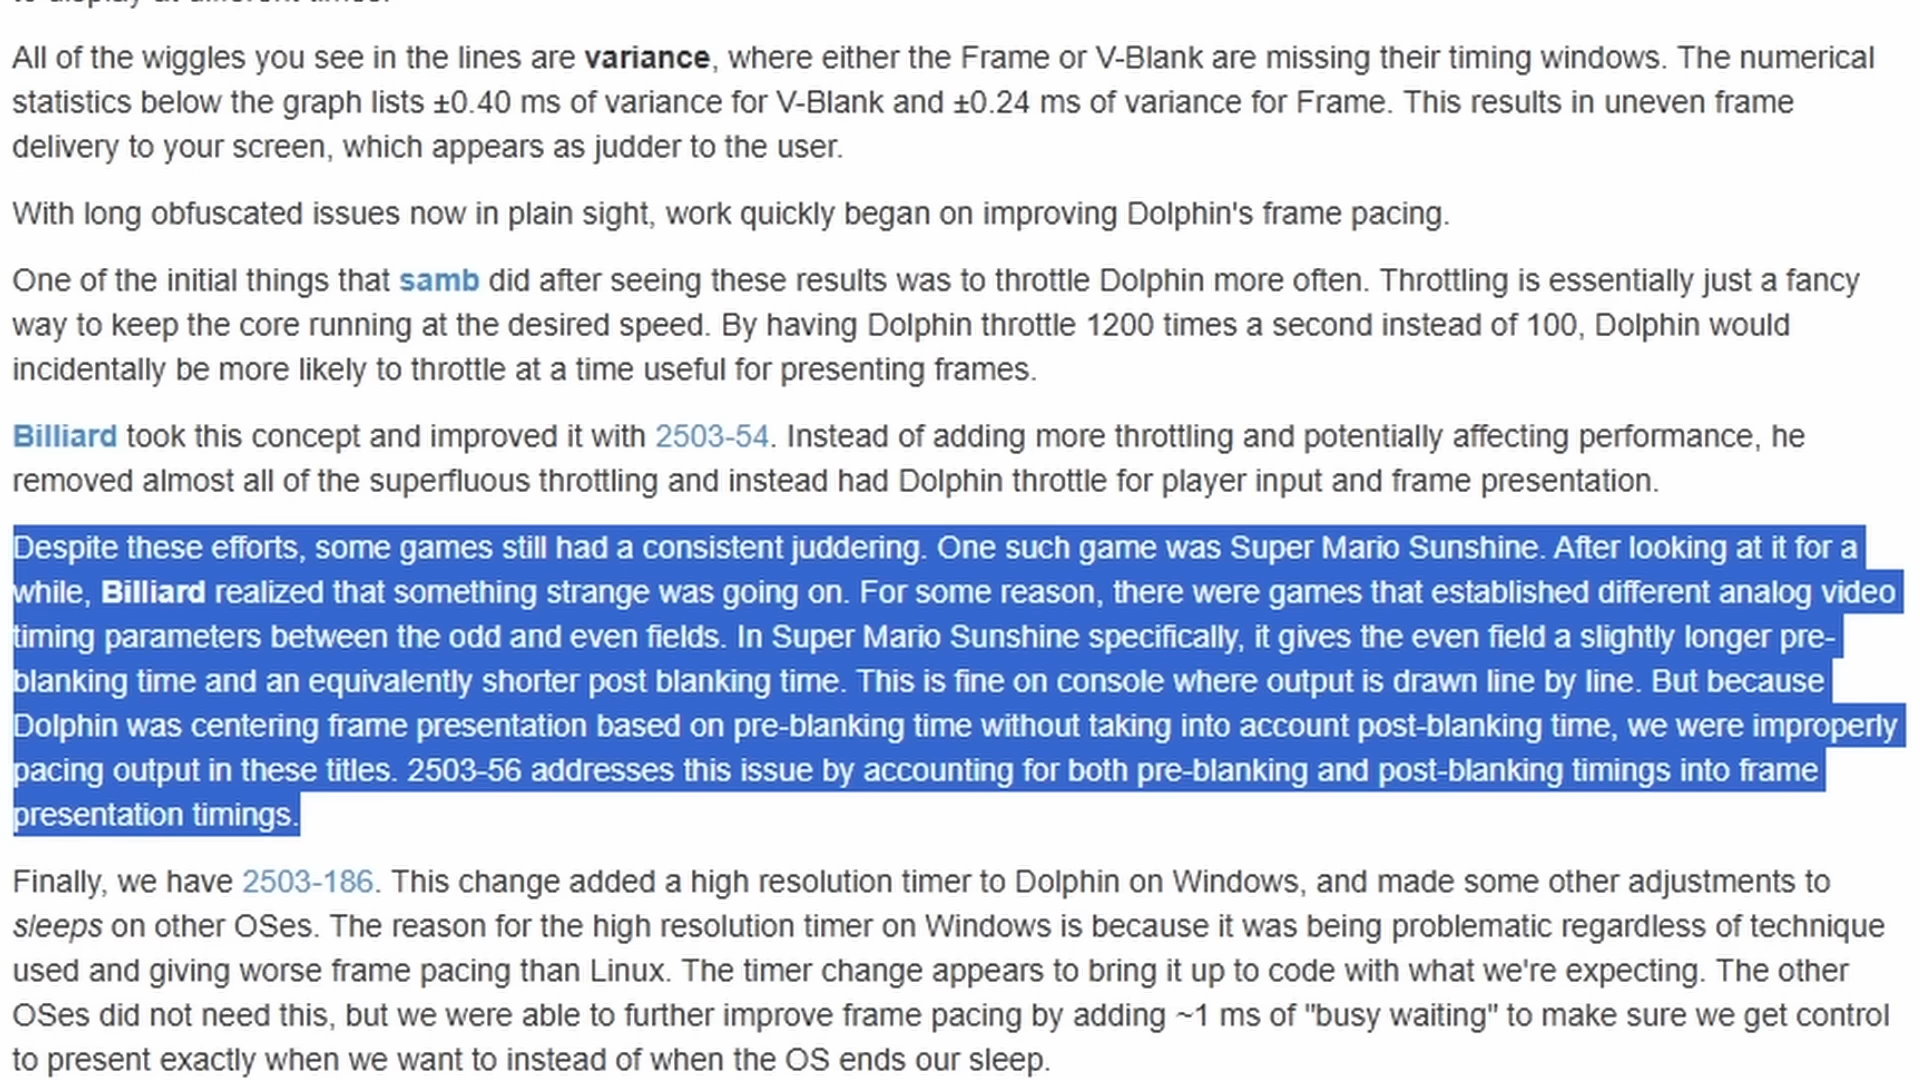 to display at different times.
All of the wiggles you see in the lines are variance, where either the Frame or V-Blank are missing their timing windows. The numerical
statistics below the graph lists ±0.40 ms of variance for V-Blank and ±0.24 ms of variance for Frame. This results in uneven frame
delivery to your screen, which appears as judder to the user.
With long obfuscated issues now in plain sight, work quickly began on improving Dolphin's frame pacing.
One of the initial things that samb did after seeing these results was to throttle Dolphin more often. Throttling is essentially just a fancy
way to keep the core running at the desired speed. By having Dolphin throttle 1200 times a second instead of 100, Dolphin would
incidentally be more likely to throttle at a time useful for presenting frames.
Billiard took this concept and improved it with 2503-54. Instead of adding more throttling and potentially affecting performance, he
removed almost all of the superfluous throttling and instead had Dolphin throttle for player input and frame presentation.
Despite these efforts, some games still had a consistent juddering. One such game was Super Mario Sunshine. After looking at it for a
while, Billiard realized that something strange was going on. For some reason, there were games that established different analog video
timing parameters between the odd and even fields. In Super Mario Sunshine specifically, it gives the even field a slightly longer pre-
blanking time and an equivalently shorter post blanking time. This is fine on console where output is drawn line by line. But because
Dolphin was centering frame presentation based on pre-blanking time without taking into account post-blanking time, we were improperly
pacing output in these titles. 2503-56 addresses this issue by accounting for both pre-blanking and post-blanking timings into frame
presentation timings.
Finally, we have 2503-186. This change added a high resolution timer to Dolphin on Windows, and made some other adjustments to
sleeps on other OSes. The reason for the high resolution timer on Windows is because it was being problematic regardless of technique
used and giving worse frame pacing than Linux. The timer change appears to bring it up to code with what we're expecting. The other
OSes did not need this, but we were able to further improve frame pacing by adding ~1 ms of "busy waiting" to make sure we get control
to present exactly when we want to instead of when the OS ends our sleep.